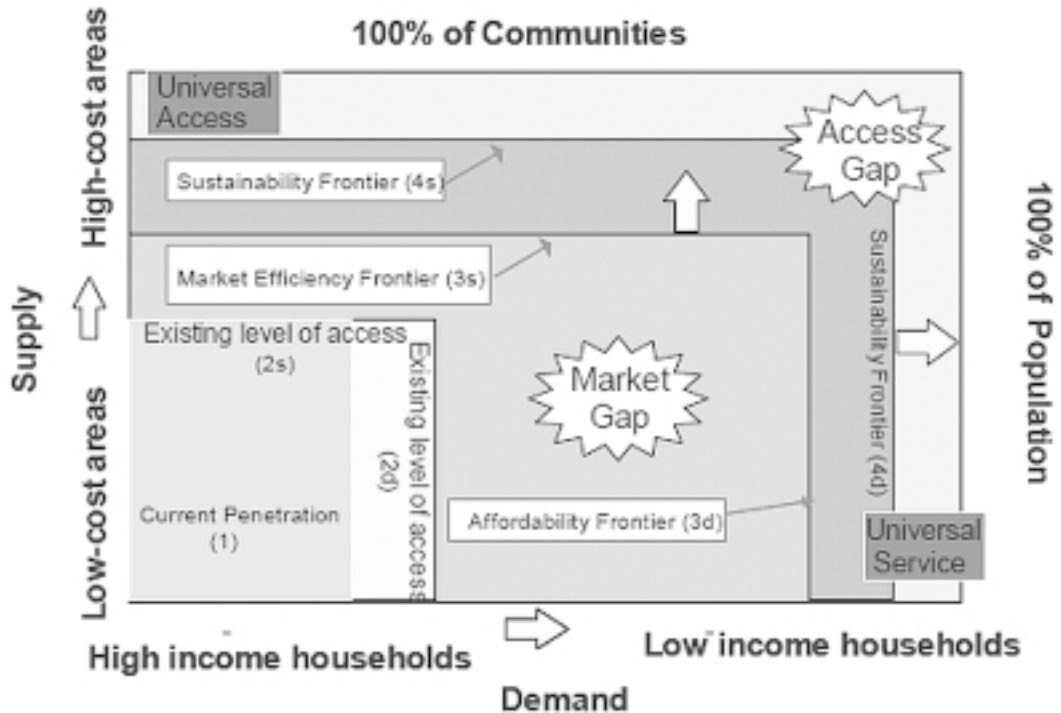 100% of Communities
High-cost areas
Universal
Access
Access
Gap
Sustainability Frontier (4s)
Market Efficiency Frontier (3s)
Sustainability Frontier (4d)
100% of Population
Supply
Existing level of access
(2s)
Existing level of access
(2d)
Market
Gap
Low-cost areas
Current Penetration
(1)
Affordability Frontier (3d)
Universal
Service
High income households
Low income households
Demand